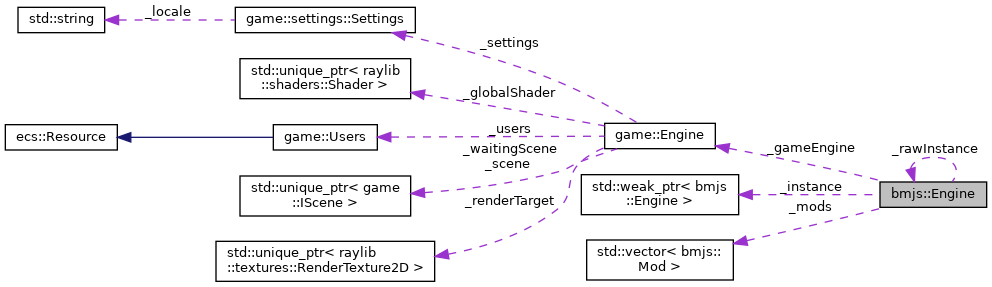 std::string
_locale
game::settings::Settings
_settings
std::unique_ptr< raylib
::shaders::Shader >
_globalShader
ecs::Resource
game::Users
_users
game::Engine
_waitingScene
_scene
std::unique_ptr< game
::IScene >
_renderTarget
std::unique_ptr< raylib
::textures::RenderTexture2D >
_gameEngine
_rawInstance
std::weak_ptr< bmjs
::Engine >
_instance
bmjs::Engine
_mods
std::vector< bmjs::
Mod >